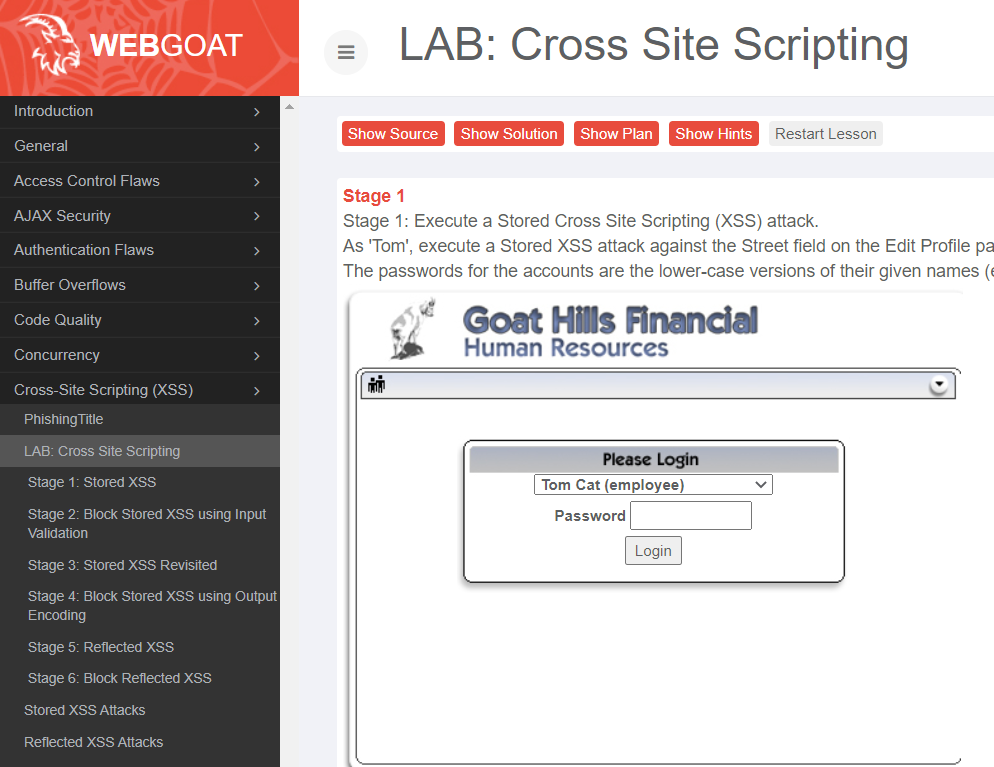 WEBGOAT
LAB: Cross Site Scripting
Introduction
General
Access Control Flaws
AJAX Security
Authentication Flaws
Buffer Overflows
Code Quality
Concurrency
Cross-Site Scripting (XSS)
PhishingTitle
LAB: Cross Site Scripting
Stage 1: Stored XSS
Stage 2: Block Stored XSS using Input
Validation
Stage 3: Stored XSS Revisited
Stage 4: Block Stored XSS using Output
Encoding
Stage 5: Reflected XSS
Stage 6: Block Reflected XSS
Stored XSS Attacks
Reflected XSS Attacks
Show Source Show Solution Show Plan Show Hints Restart Lesson
Stage 1
Stage 1: Execute a Stored Cross Site Scripting (XSS) attack.
As 'Tom', execute a Stored XSS attack against the Street field on the Edit Profile pa
The passwords for the accounts are the lower-case versions of their given names (e
Goat Hills Financial
Human Resources
Please Login
Tom Cat (employee)
Password
Login